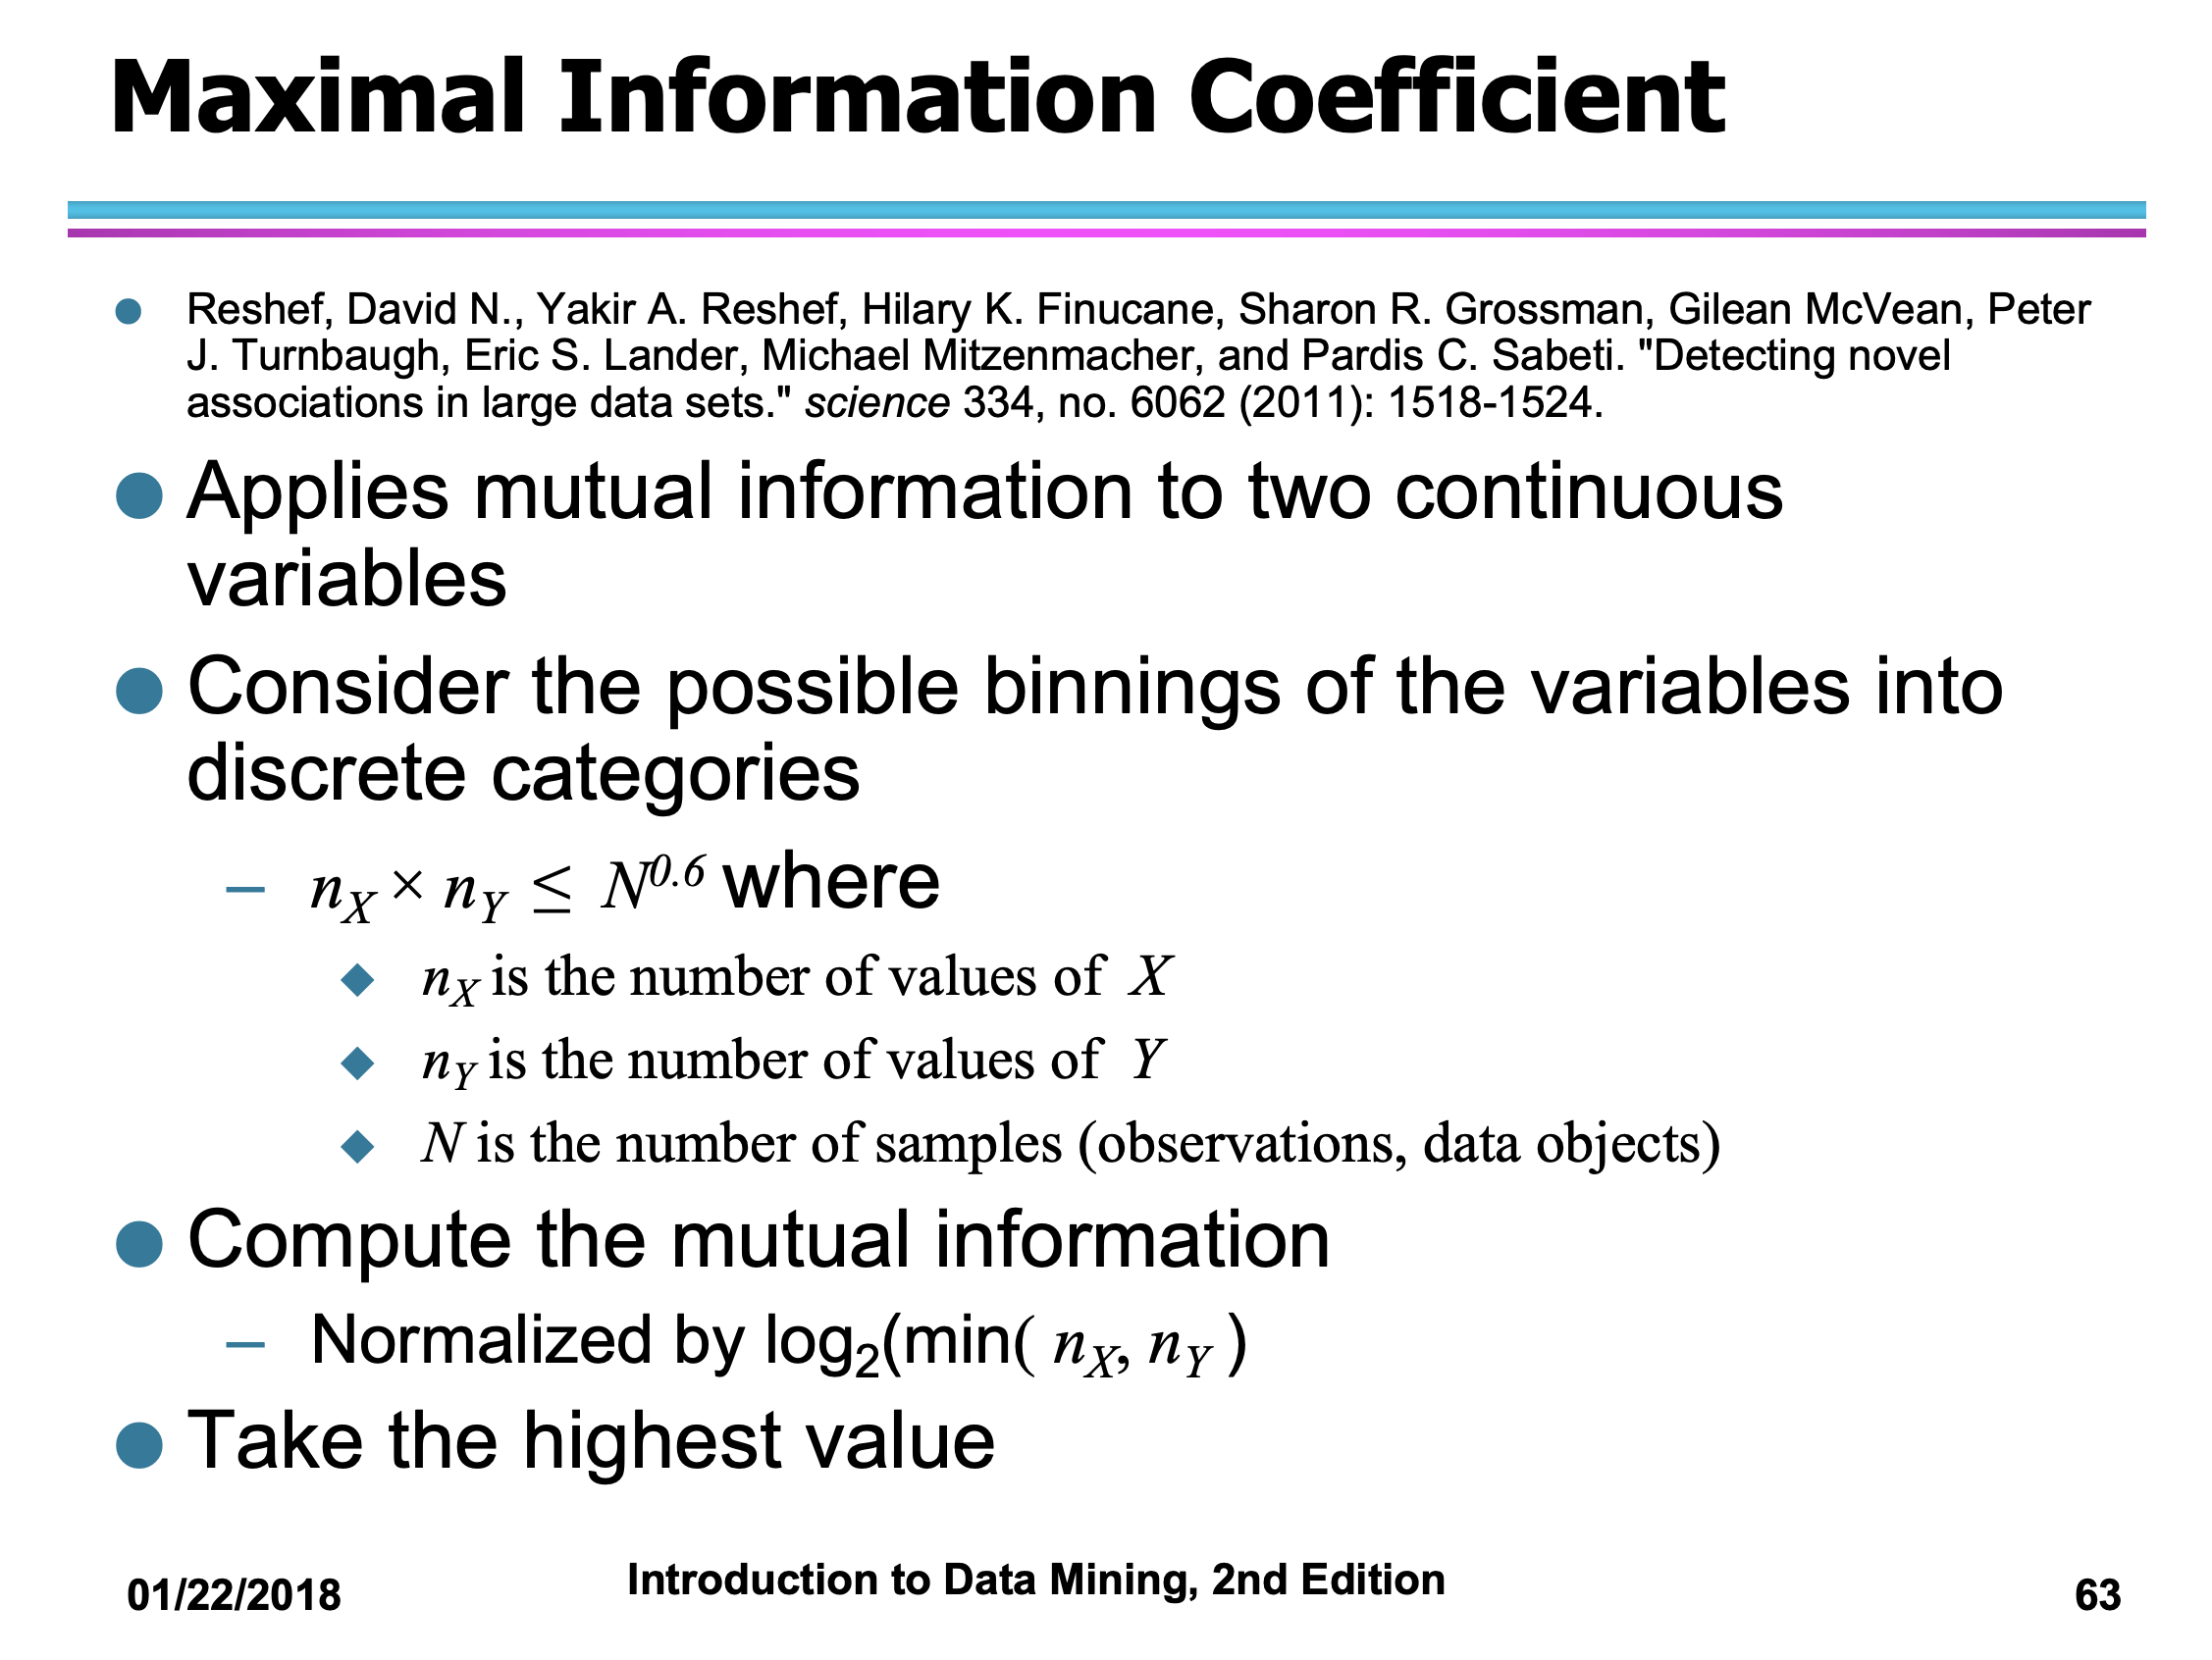 Maximal Information Coefficient
Reshef, David N., Yakir A. Reshef, Hilary K. Finucane, Sharon R. Grossman, Gilean McVean, Peter
J. Turnbaugh, Eric S. Lander, Michael Mitzenmacher, and Pardis C. Sabeti. "Detecting novel
associations in large data sets." science 334, no. 6062 (2011): 1518-1524.
Applies mutual information to two continuous
variables
Consider the possible binnings of the variables into
discrete categories
– n_X × n_Y ≤ N^0.6 where
n_X is the number of values of X
n_Y is the number of values of Y
N is the number of samples (observations, data objects)
Compute the mutual information
– Normalized by log_2(min( n_X, n_Y )
Take the highest value
01/22/2018
Introduction to Data Mining, 2nd Edition
63